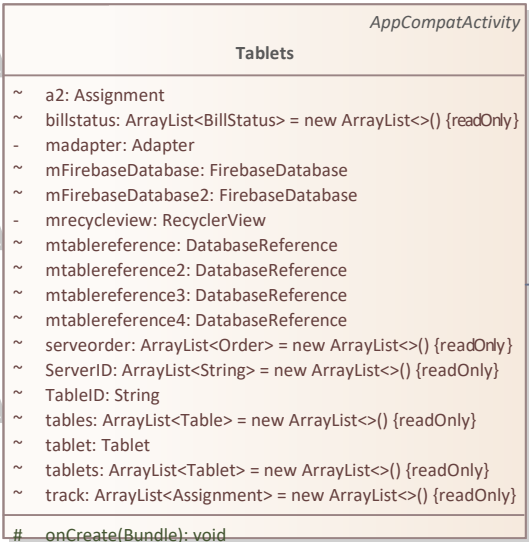 AppCompatActivity
Tablets
~ a2: Assignment
~ billstatus: ArrayList<BillStatus> = new ArrayList<>() {readOnly}
- madapter: Adapter
~ mFirebaseDatabase: FirebaseDatabase
~ mFirebaseDatabase2: FirebaseDatabase
- mrecycleview: RecyclerView
~ mtablereference: DatabaseReference
~ mtablereference2: DatabaseReference
~ mtablereference3: DatabaseReference
~ mtablereference4: DatabaseReference
~ serveorder: ArrayList<Order> = new ArrayList<>() {readOnly}
~ ServerID: ArrayList<String> = new ArrayList<>() {readOnly}
~ TableID: String
~ tables: ArrayList<Table> = new ArrayList<>() {readOnly}
~ tablet: Tablet
~ tablets: ArrayList<Tablet> = new ArrayList<>() {readOnly}
~ track: ArrayList<Assignment> = new ArrayList<>() {readOnly}
# onCreate(Bundle): void